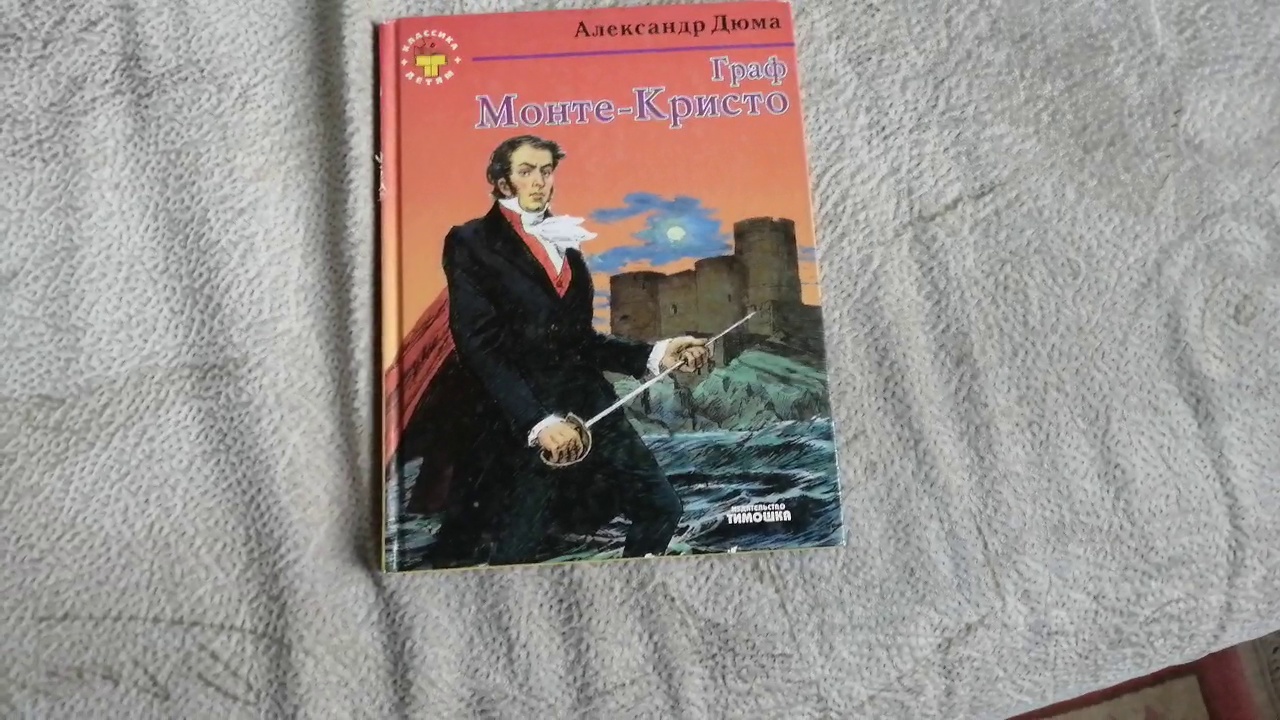 Александр Дюма
КЛАССИКА
ДЕТЯМ
Граф
Монте-Кристо
ИЗДАТЕЛЬСТВО
ТИМОШКА